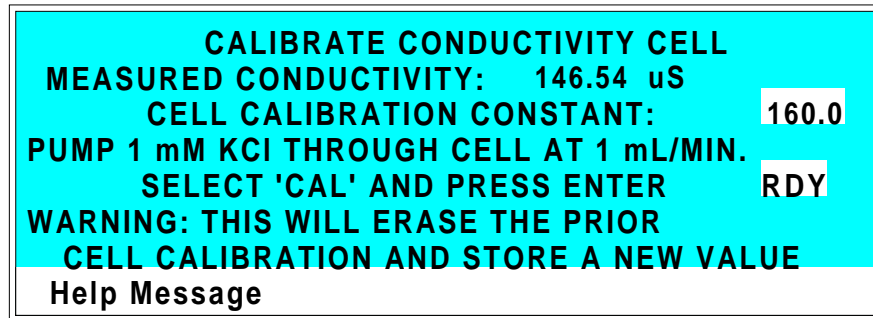 CALIBRATE CONDUCTIVITY CELL
MEASURED CONDUCTIVITY: 146.54 uS
CELL CALIBRATION CONSTANT: 160.0
PUMP 1 mM KCl THROUGH CELL AT 1 mL/MIN.
SELECT 'CAL' AND PRESS ENTER RDY
WARNING: THIS WILL ERASE THE PRIOR
CELL CALIBRATION AND STORE A NEW VALUE
Help Message